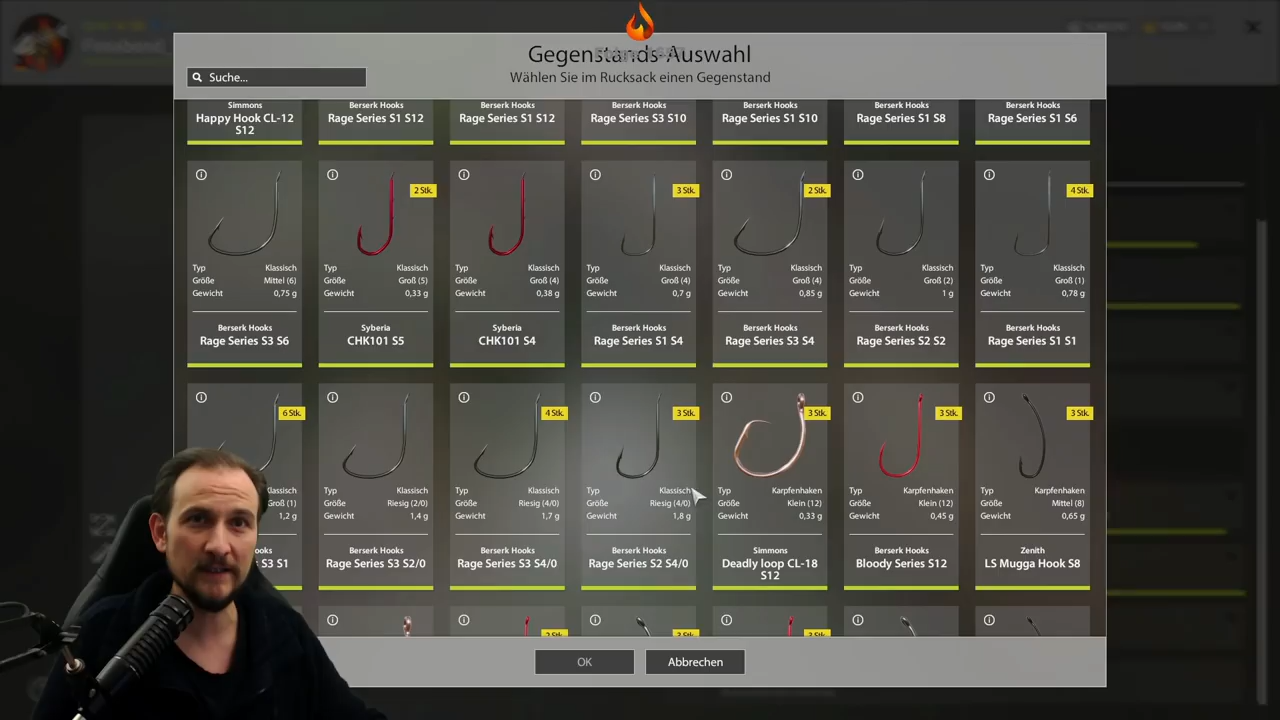 Gegenstands-Auswahl
Suche...
Wählen Sie im Rucksack einen Gegenstand
Simmons
Happy Hook CL-12
S12
Berserk Hooks
Rage Series S1 S12
Berserk Hooks
Rage Series S1 S12
Berserk Hooks
Rage Series S3 S10
Berserk Hooks
Rage Series S1 S10
Berserk Hooks
Rage Series S1 S8
Berserk Hooks
Rage Series S1 S6
Typ Klassisch
Größe Mittel (6)
Gewicht 0,75 g
Berserk Hooks
Rage Series S3 S6
2 Stk.
Typ Klassisch
Größe Groß (5)
Gewicht 0,33 g
Syberia
CHK101 S5
Typ Klassisch
Größe Groß (4)
Gewicht 0,38 g
Syberia
CHK101 S4
3 Stk.
Typ Klassisch
Größe Groß (4)
Gewicht 0,7 g
Berserk Hooks
Rage Series S1 S4
2 Stk.
Typ Klassisch
Größe Groß (4)
Gewicht 0,85 g
Berserk Hooks
Rage Series S3 S4
Typ Klassisch
Größe Groß (2)
Gewicht 1 g
Berserk Hooks
Rage Series S2 S2
4 Stk.
Typ Klassisch
Größe Groß (1)
Gewicht 0,78 g
Berserk Hooks
Rage Series S1 S1
6 Stk.
Klassisch
Groß (1)
1,2 g
S3 S1
Typ Klassisch
Größe Riesig (2/0)
Gewicht 1,4 g
Berserk Hooks
Rage Series S3 S2/0
4 Stk.
Typ Klassisch
Größe Riesig (4/0)
Gewicht 1,7 g
Berserk Hooks
Rage Series S3 S4/0
3 Stk.
Typ Klassisch
Größe Riesig (4/0)
Gewicht 1,8 g
Berserk Hooks
Rage Series S2 S4/0
3 Stk.
Typ Karpfenhaken
Größe Klein (12)
Gewicht 0,33 g
Simmons
Deadly loop CL-18
S12
3 Stk.
Typ Karpfenhaken
Größe Klein (12)
Gewicht 0,45 g
Berserk Hooks
Bloody Series S12
3 Stk.
Typ Karpfenhaken
Größe Mittel (8)
Gewicht 0,65 g
Zenith
LS Mugga Hook S8
OK
Abbrechen